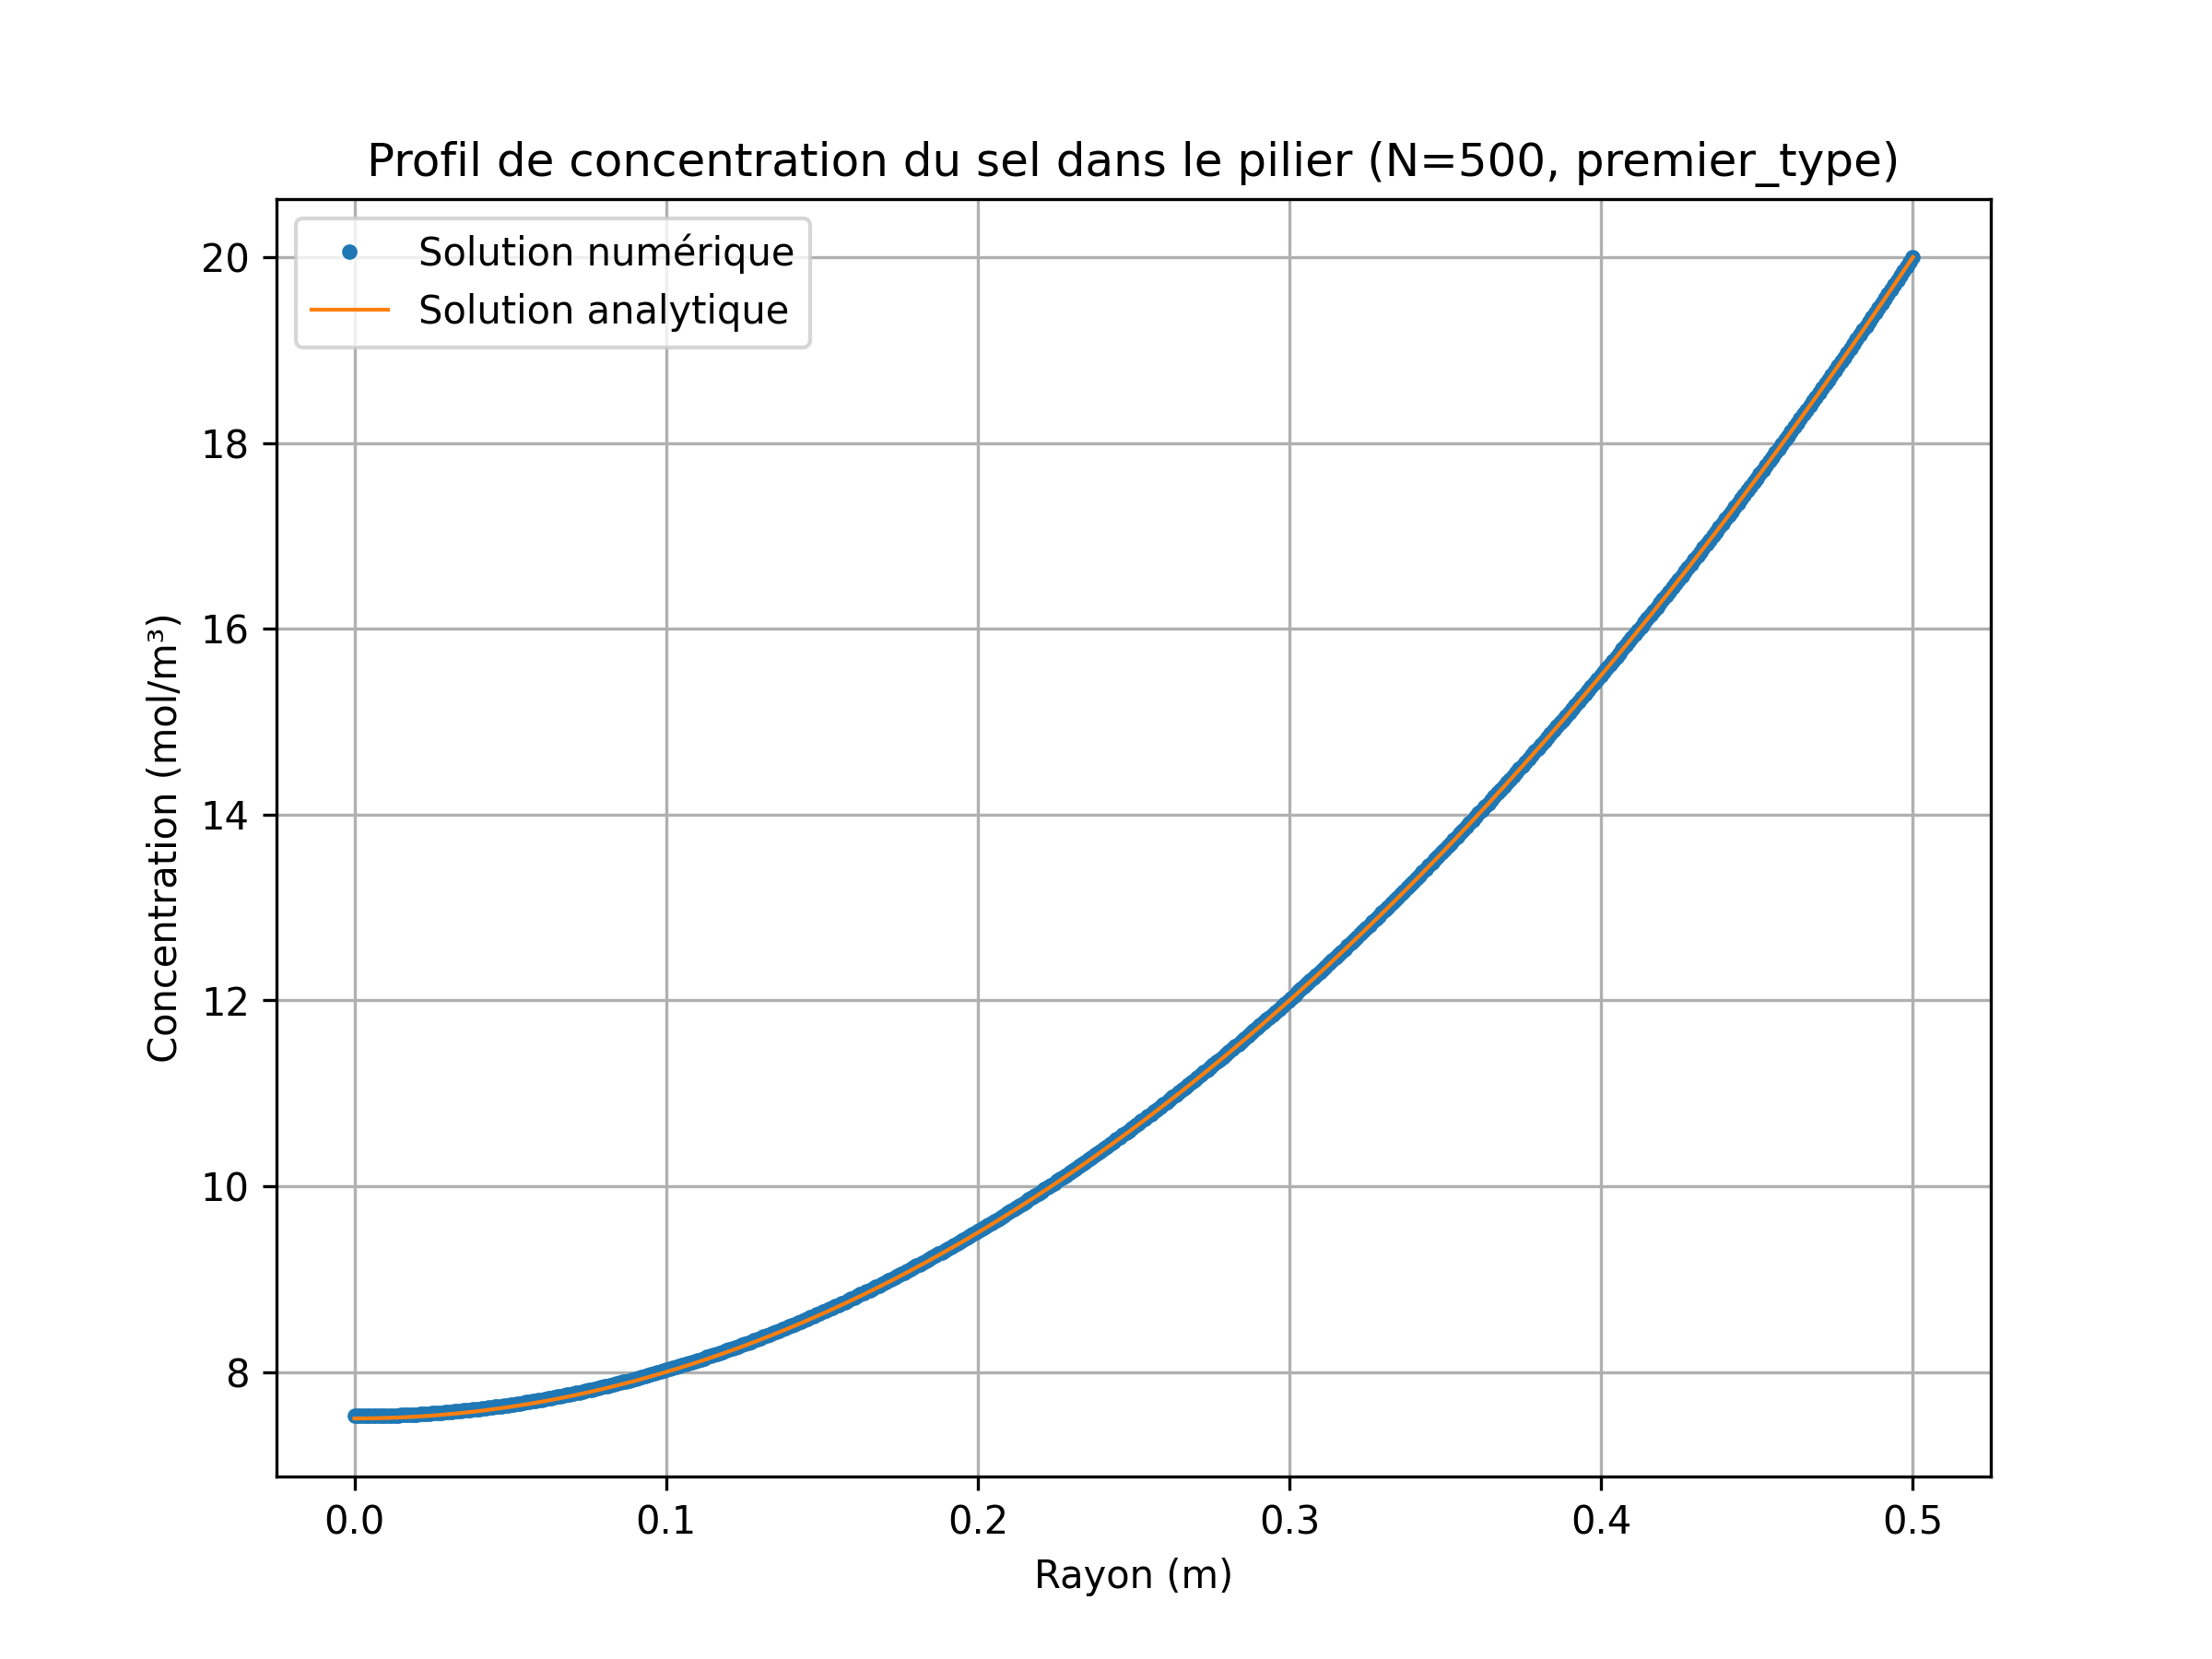 Profil de concentration du sel dans le pilier (N=500, premier_type)
Solution numérique
Solution analytique
Concentration (mol/m³)
20
18
16
14
12
10
8
0.0 0.1 0.2 0.3 0.4 0.5
Rayon (m)